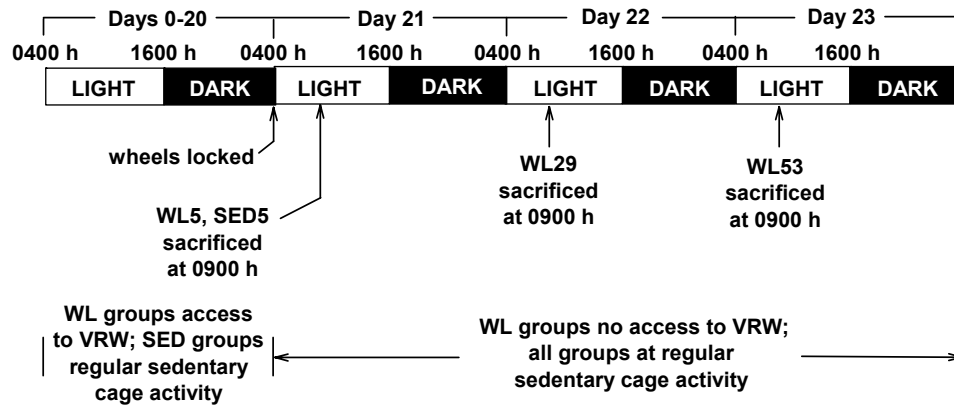 Days 0-20 Day 21 Day 22 Day 23
0400 h 1600 h 0400 h 1600 h 0400 h 1600 h 0400 h 1600 h
LIGHT DARK LIGHT DARK LIGHT DARK LIGHT DARK
wheels locked
WL5, SED5
sacrificed
at 0900 h
WL29
sacrificed
at 0900 h
WL53
sacrificed
at 0900 h
WL groups access
to VRW; SED groups
regular sedentary
cage activity
WL groups no access to VRW;
all groups at regular
sedentary cage activity